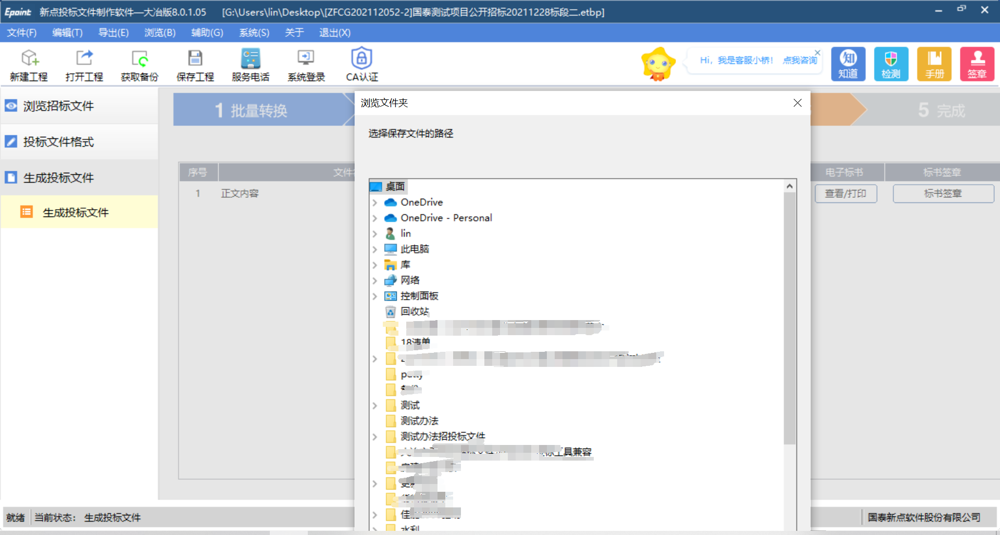 Epoint 新点投标文件制作软件—大冶版8.0.1.05 [G:\Users\lin\Desktop\[ZFCG202112052-2]国泰测试项目公开招标20211228标段二.etbp]
文件(F) 编辑(T) 导出(E) 浏览(B) 辅助(G) 系统(S) 关于 退出(X)
新建工程 打开工程 获取备份 保存工程 服务电话 系统登录 CA认证
Hi，我是客服小桥！ 点我咨询
知 知道 检测 手册 签章
浏览招标文件
投标文件格式
生成投标文件
生成投标文件
1 批量转换
5 完成
浏览文件夹
选择保存文件的路径
序号
电子标书 标书签章
1 正文内容
查看/打印 标书签章
桌面
OneDrive
OneDrive - Personal
lin
此电脑
库
网络
控制面板
回收站
18清单
测试
测试办法
测试办法招投标文件
工具兼容
水利
就绪 当前状态： 生成投标文件
国泰新点软件股份有限公司